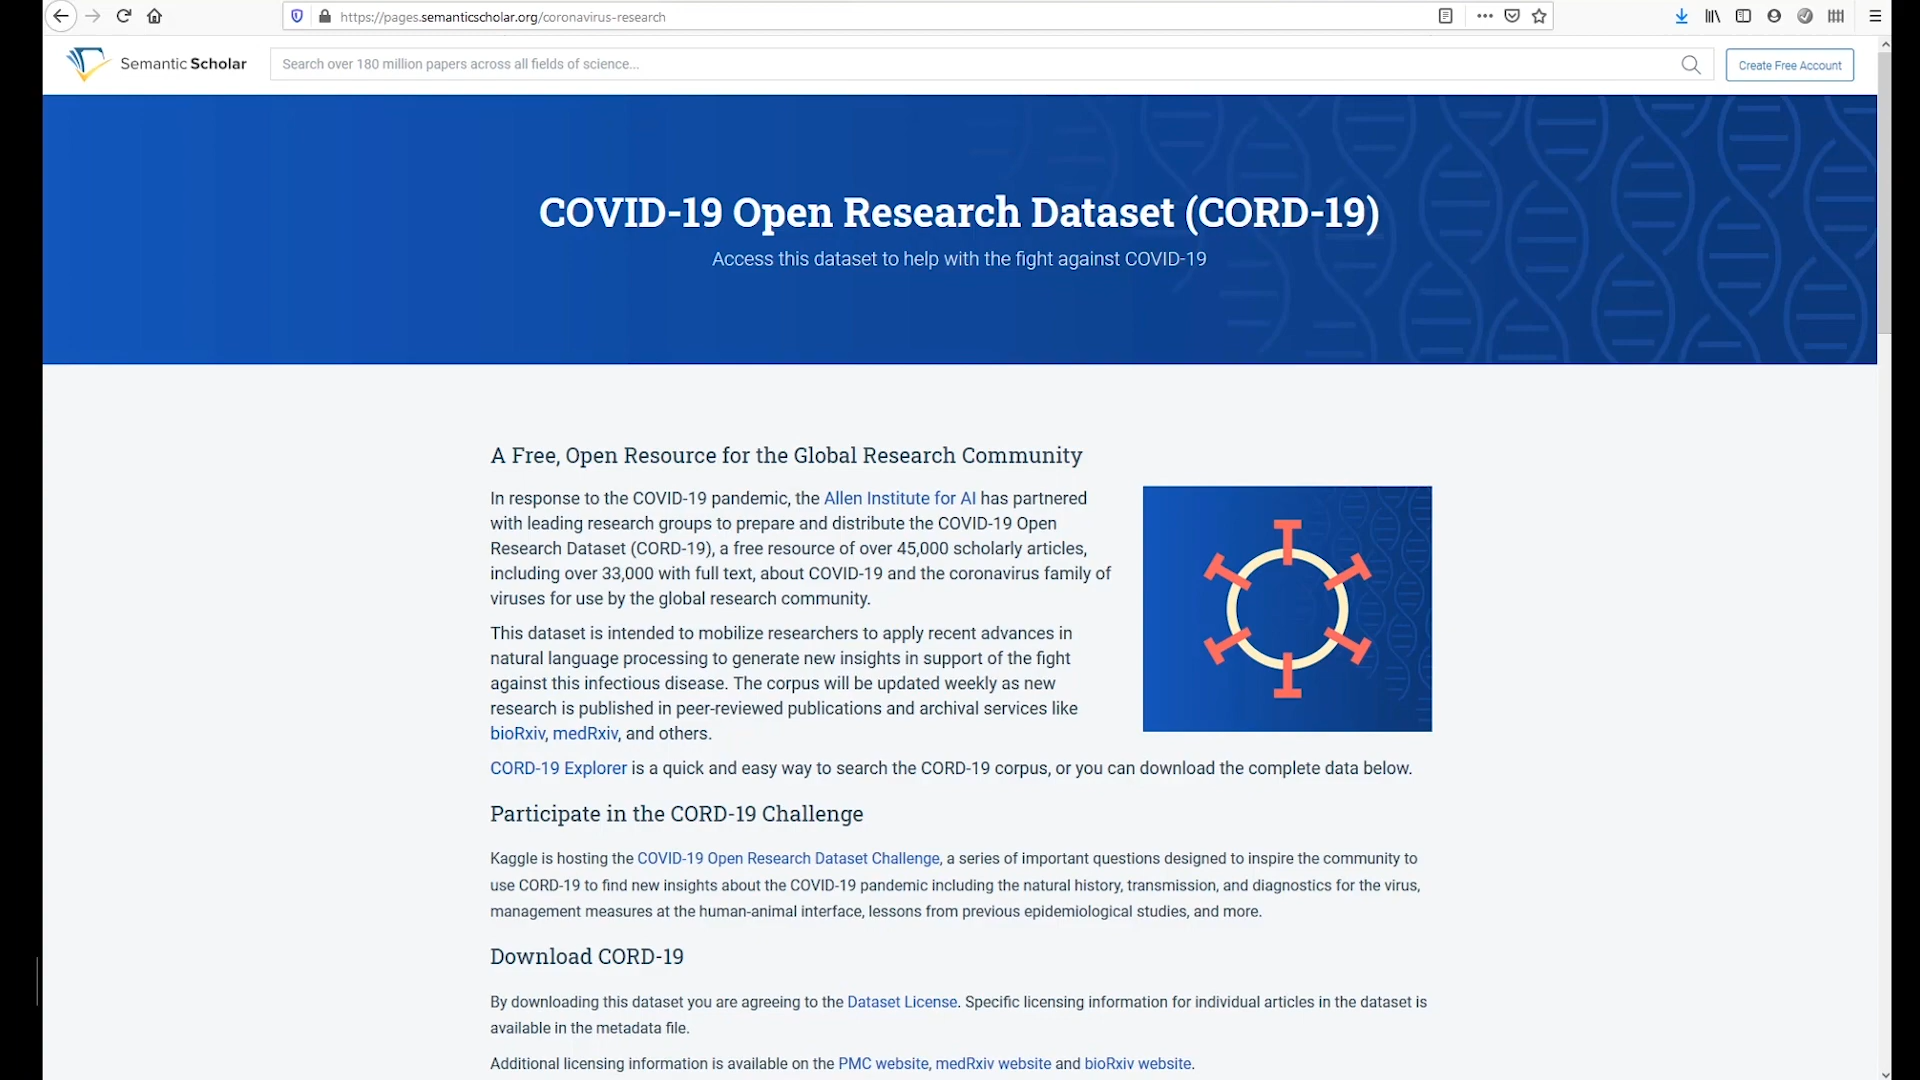 https://pages.semanticscholar.org/coronavirus-research
Semantic Scholar
Search over 180 million papers across all fields of science...
Create Free Account
COVID-19 Open Research Dataset (CORD-19)
Access this dataset to help with the fight against COVID-19
A Free, Open Resource for the Global Research Community
In response to the COVID-19 pandemic, the Allen Institute for AI has partnered
with leading research groups to prepare and distribute the COVID-19 Open
Research Dataset (CORD-19), a free resource of over 45,000 scholarly articles,
including over 33,000 with full text, about COVID-19 and the coronavirus family of
viruses for use by the global research community.
This dataset is intended to mobilize researchers to apply recent advances in
natural language processing to generate new insights in support of the fight
against this infectious disease. The corpus will be updated weekly as new
research is published in peer-reviewed publications and archival services like
bioRxiv, medRxiv, and others.
CORD-19 Explorer is a quick and easy way to search the CORD-19 corpus, or you can download the complete data below.
Participate in the CORD-19 Challenge
Kaggle is hosting the COVID-19 Open Research Dataset Challenge, a series of important questions designed to inspire the community to
use CORD-19 to find new insights about the COVID-19 pandemic including the natural history, transmission, and diagnostics for the virus,
management measures at the human-animal interface, lessons from previous epidemiological studies, and more.
Download CORD-19
By downloading this dataset you are agreeing to the Dataset License. Specific licensing information for individual articles in the dataset is
available in the metadata file.
Additional licensing information is available on the PMC website, medRxiv website and bioRxiv website.